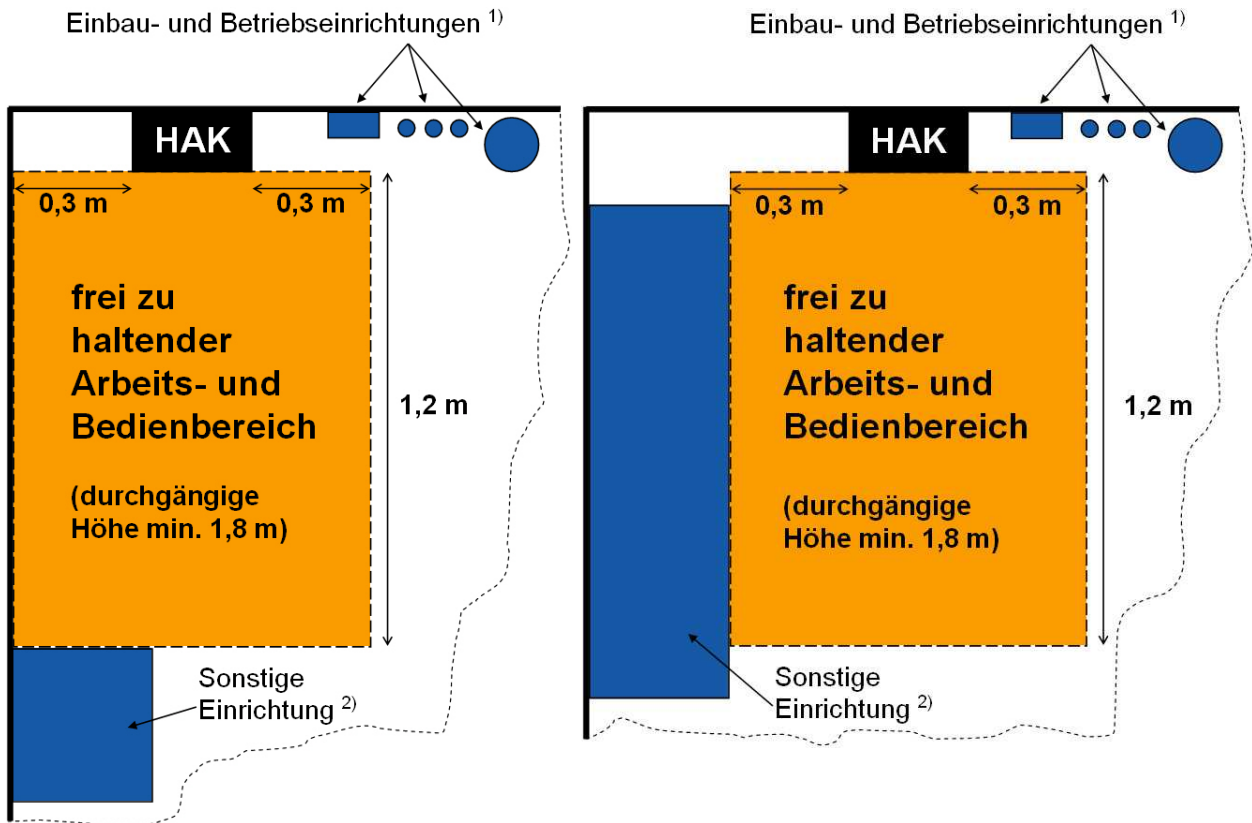 Einbau- und Betriebseinrichtungen 1)
HAK
0,3 m
0,3 m
frei zu
haltender
Arbeits- und
Bedienbereich
(durchgängige
Höhe min. 1,8 m)
1,2 m
Sonstige
Einrichtung 2)
Einbau- und Betriebseinrichtungen 1)
HAK
0,3 m
0,3 m
frei zu
haltender
Arbeits- und
Bedienbereich
(durchgängige
Höhe min. 1,8 m)
1,2 m
Sonstige
Einrichtung 2)